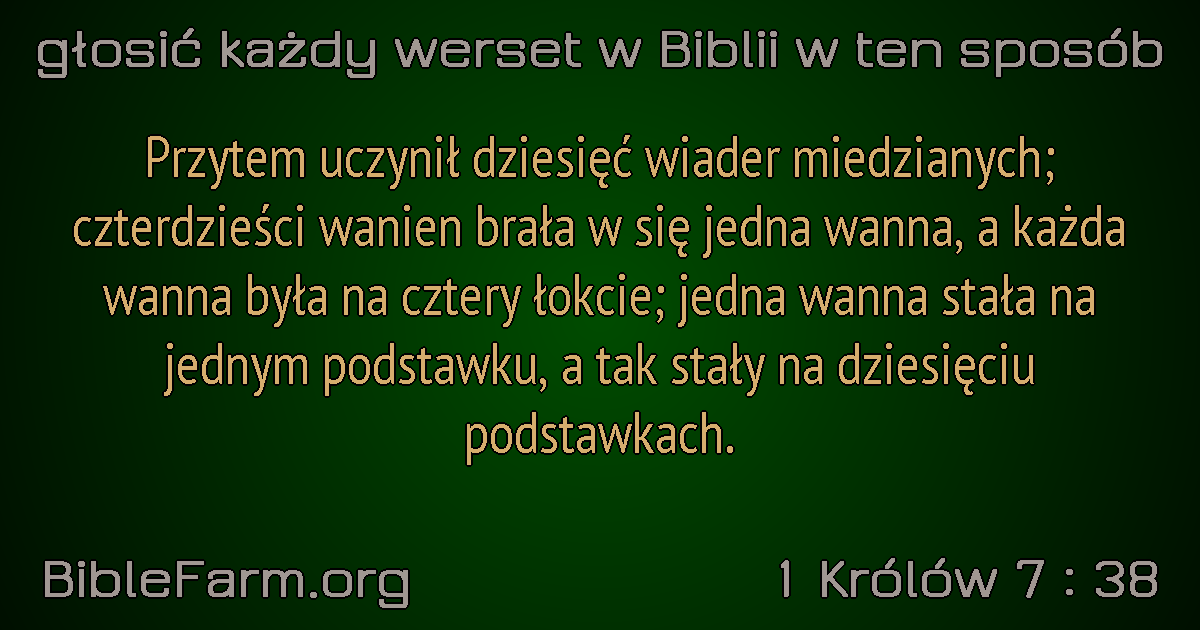 głosić każdy werset w Biblii w ten sposób
Przytem uczynił dziesięć wiader miedzianych;
czterdzieści wanien brała w się jedna wanna, a każda
wanna była na cztery łokcie; jedna wanna stała na
jednym podstawku, a tak stały na dziesięciu
podstawkach.
BibleFarm.org
1 Królów 7 : 38